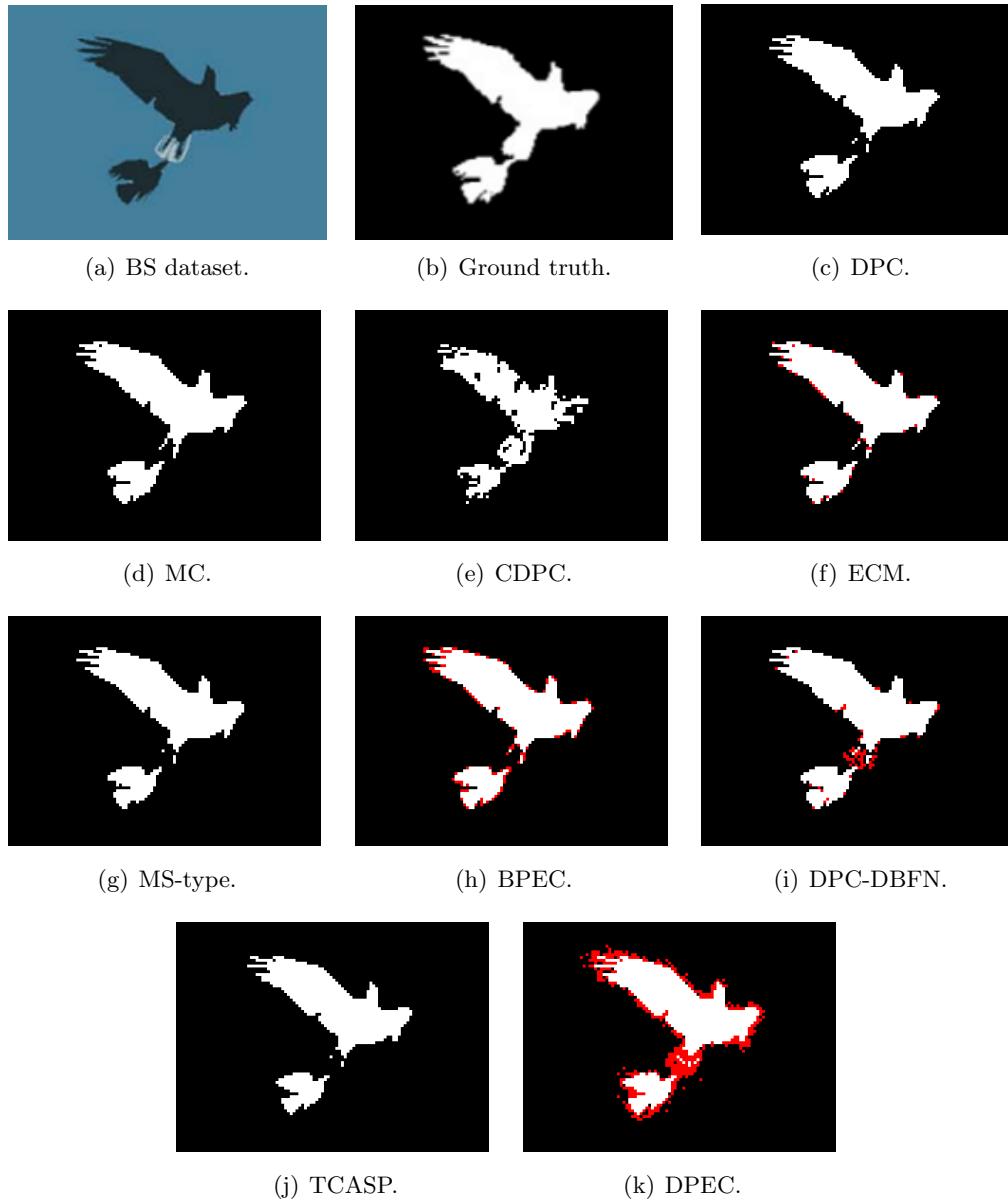 (a) BS dataset.
(b) Ground truth.
(c) DPC.
(d) MC.
(e) CDPC.
(f) ECM.
(g) MS-type.
(h) BPEC.
(i) DPC-DBFN.
(j) TCASP.
(k) DPEC.